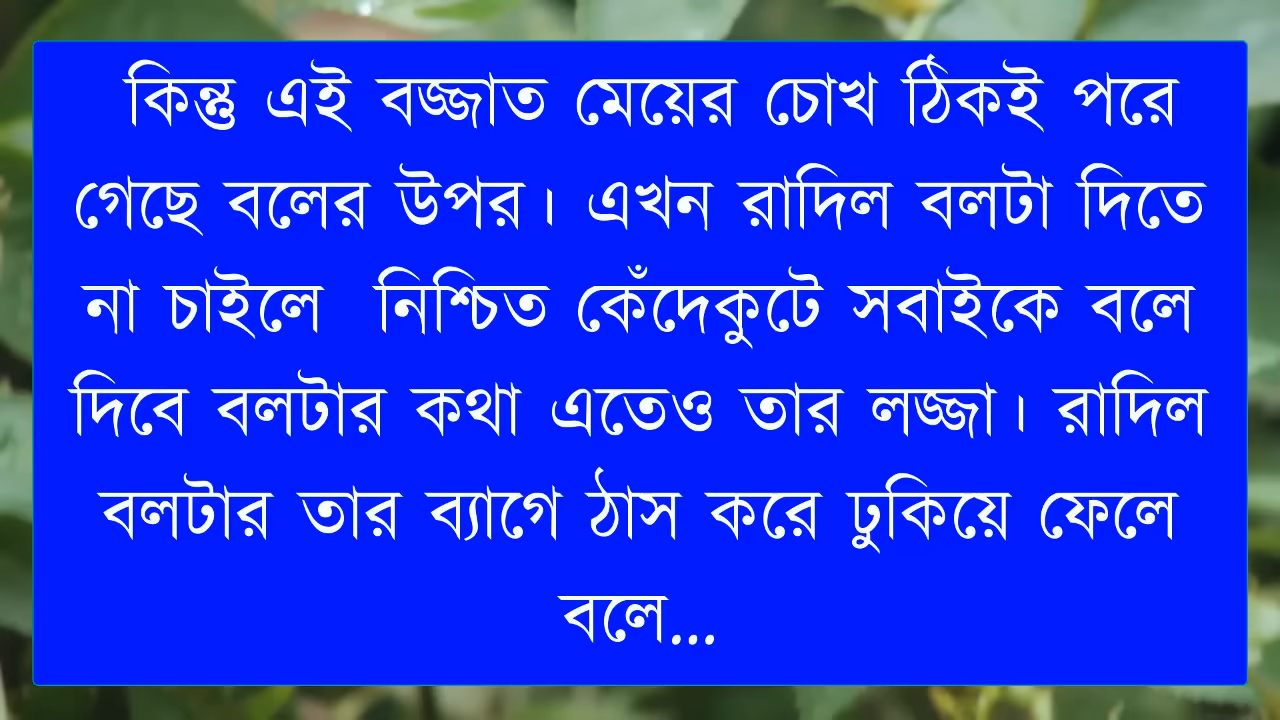 কিন্তু এই বজ্জাত মেয়ের চোখ ঠিকই পরে
গেছে বলের উপর। এখন রাদিল বলটা দিতে
না চাইলে নিশ্চিত কেঁদেকুটে সবাইকে বলে
দিবে বলটার কথা এতেও তার লজ্জা। রাদিল
বলটার তার ব্যাগে ঠাস করে ঢুকিয়ে ফেলে
বলে...